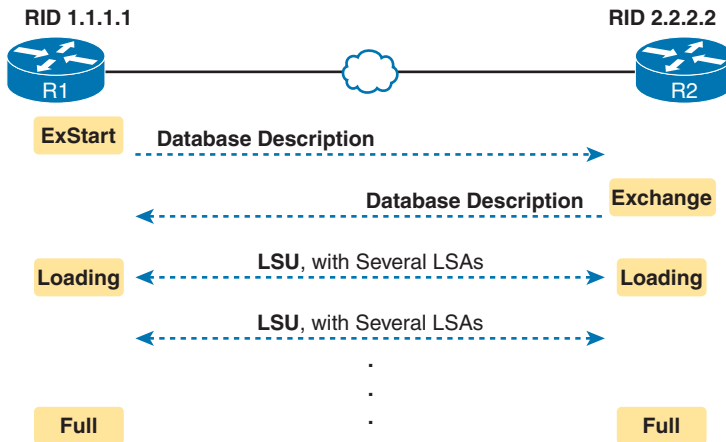 RID 1.1.1.1
RID 2.2.2.2
R1
R2
ExStart
Database Description
Database Description
Exchange
Loading
LSU, with Several LSAs
Loading
LSU, with Several LSAs
.
.
.
Full
Full